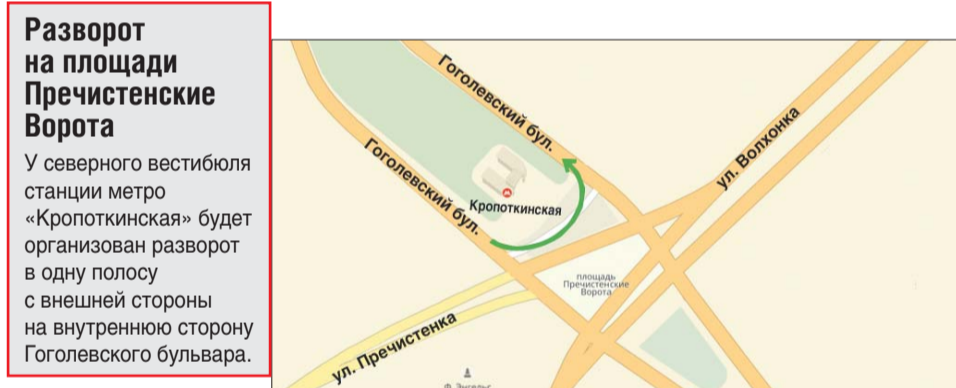 Разворот
на площади
Пречистенские
Ворота
У северного вестибюля
станции метро
«Кропоткинская» будет
организован разворот
в одну полосу
с внешней стороны
на внутреннюю сторону
Гоголевского бульвара.
Гоголевский бул.
Гоголевский бул.
ул. Волхонка
Кропоткинская
площадь
Пречистенские
Ворота
ул. Пречистенка
Ф. Энгельс